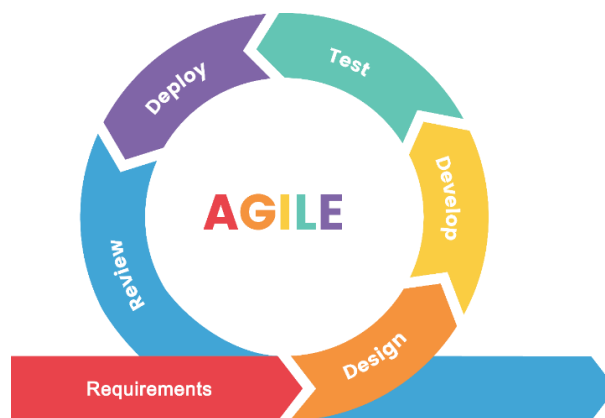 AGILE
Requirements
Design
Develop
Test
Deploy
Review